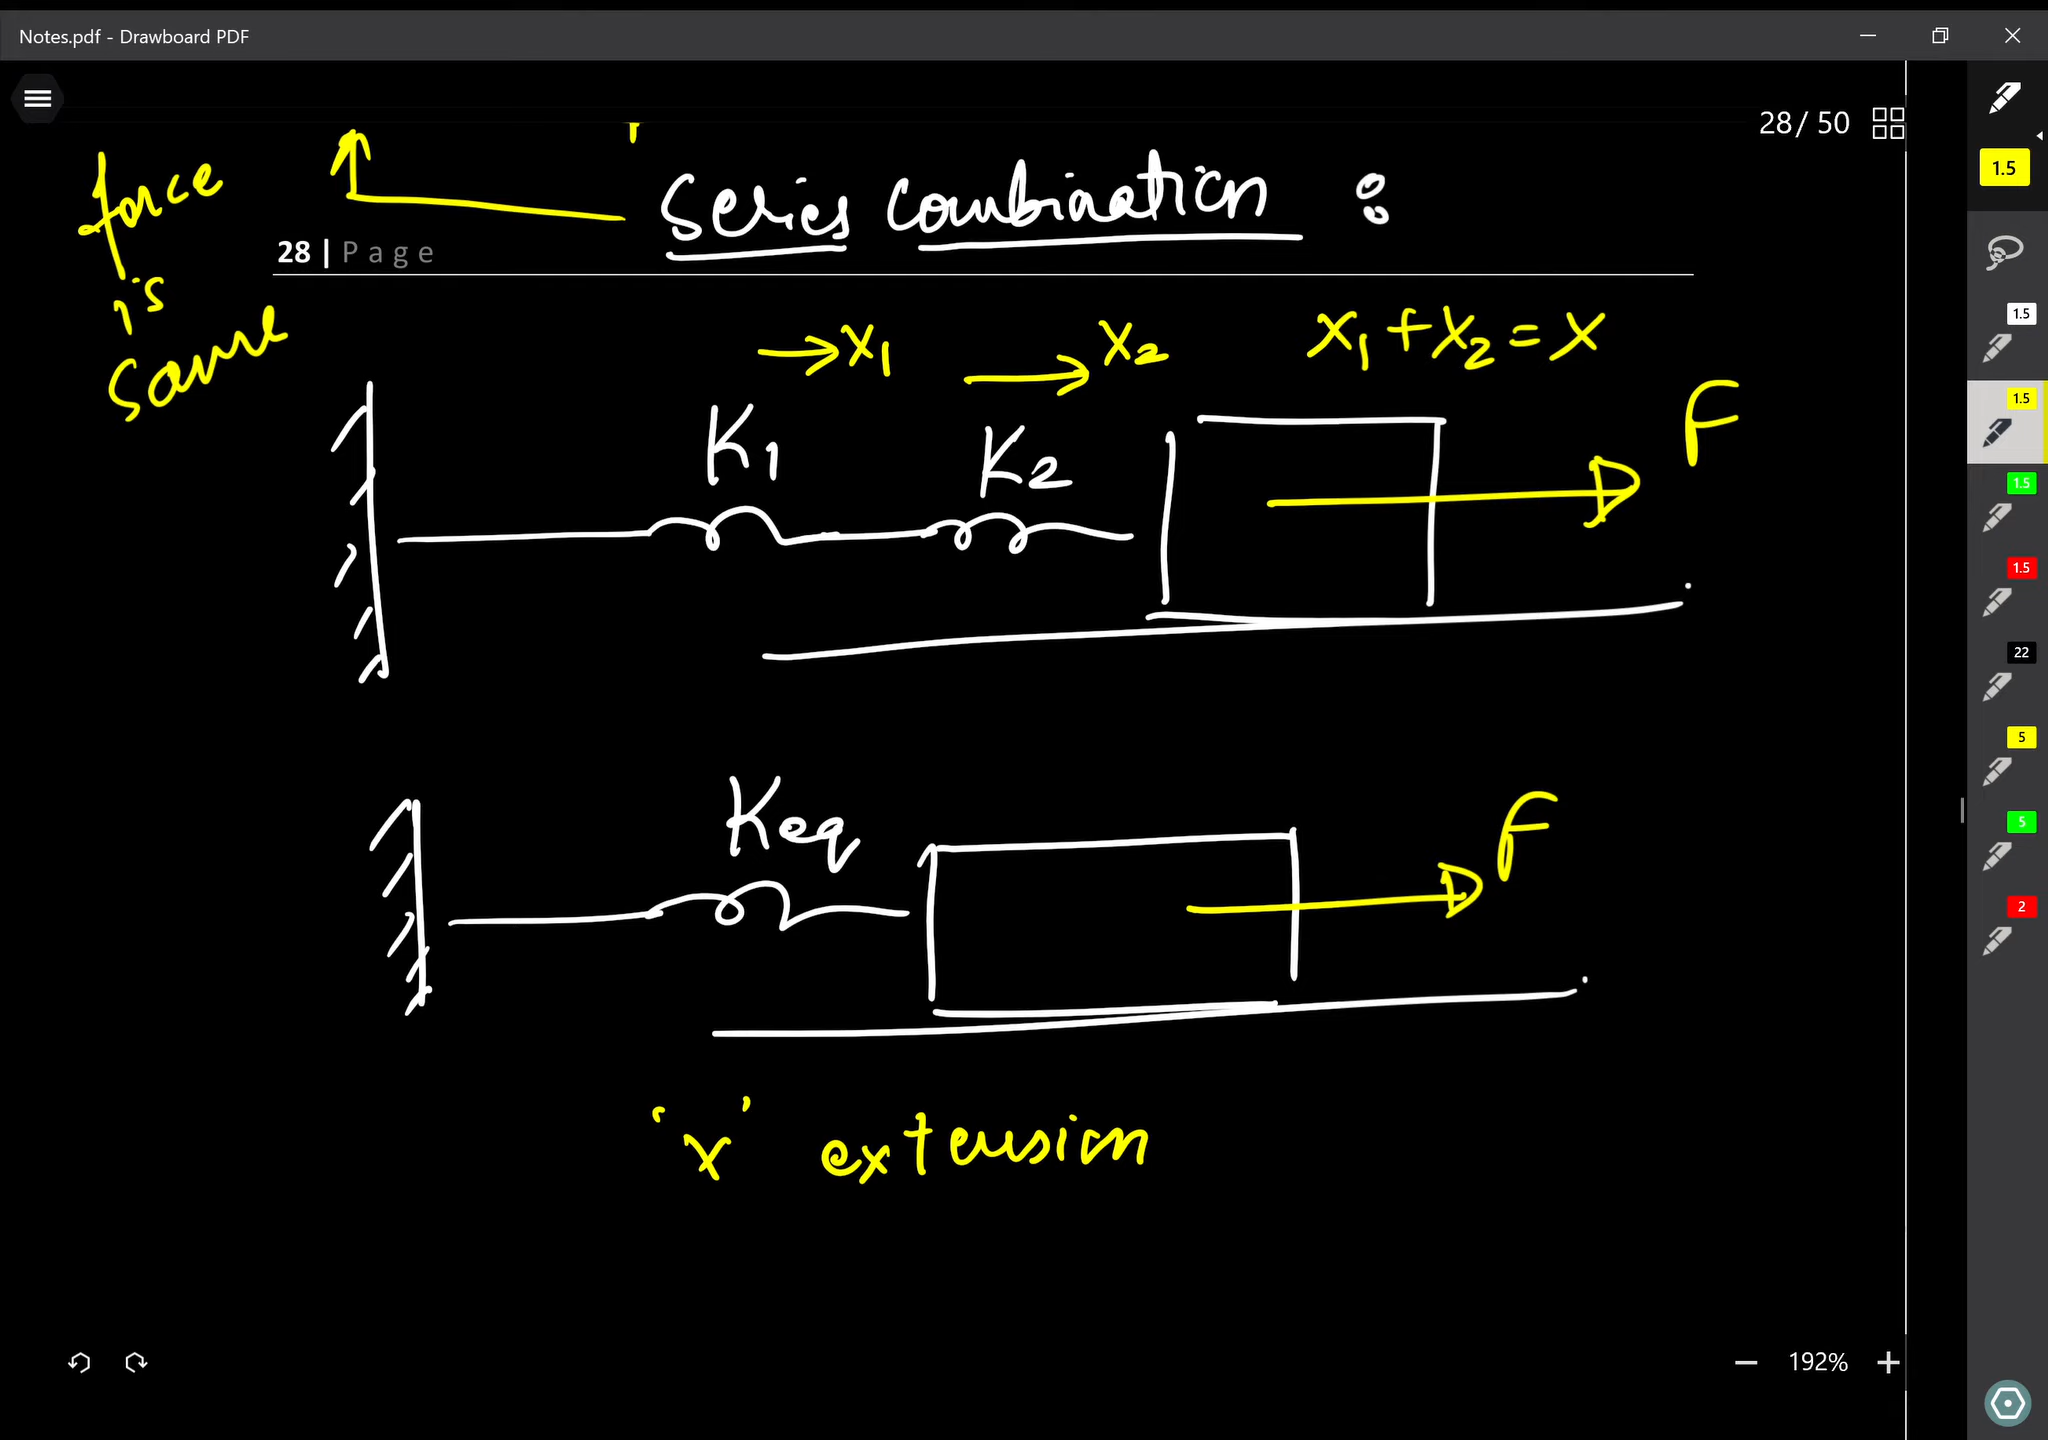 Notes.pdf - Drawboard PDF
28/ 50
1.5
force
is
same
Series Combination :
28 | Page
→ x₁
→ x₂
x₁ + x₂ = x
K₁
K₂
F
Keq
F
'x' extension
1.5
1.5
1.5
1.5
22
5
5
2
192%